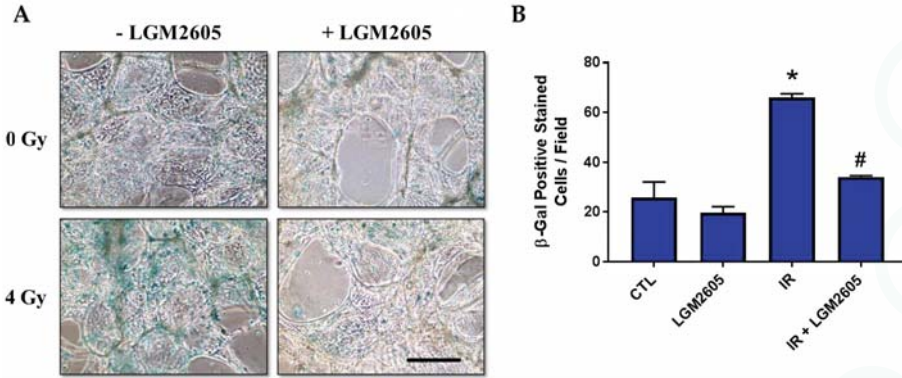 A
- LGM2605
+ LGM2605
0 Gy
4 Gy
B
β-Gal Positive Stained
Cells / Field
80
60
40
20
0
*
#
CTL
LGM2605
IR
IR + LGM2605